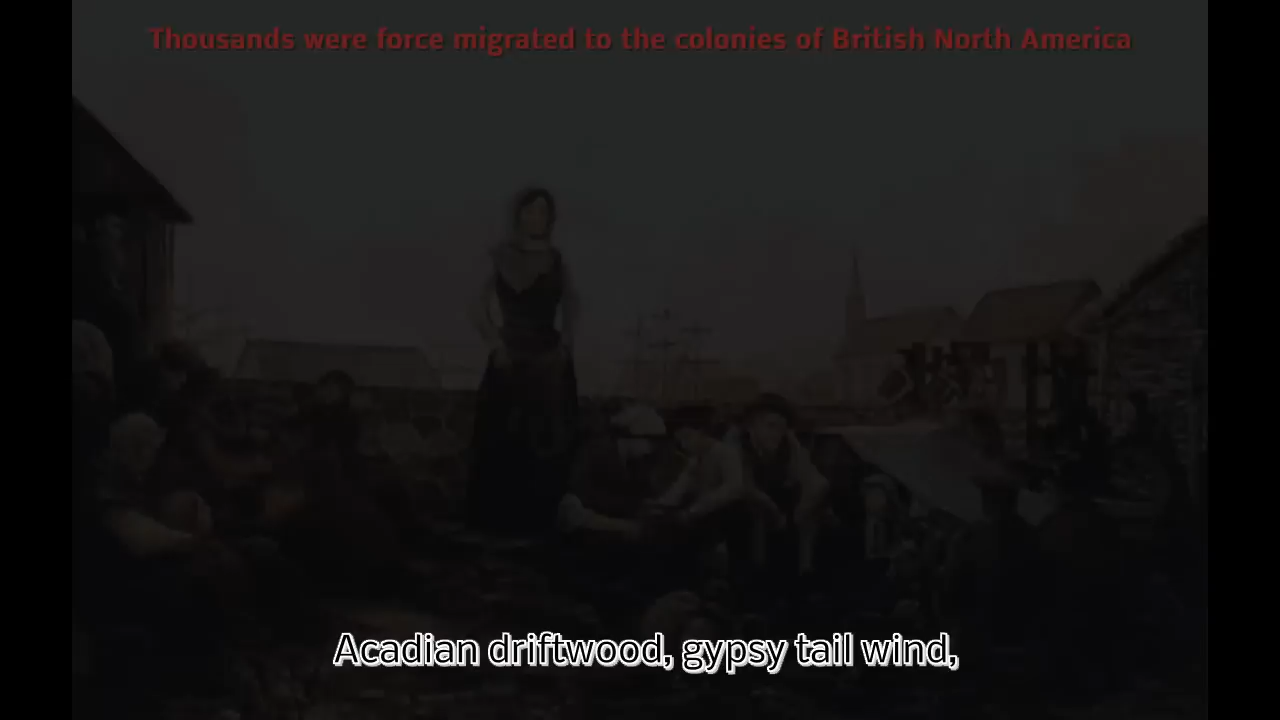 Thousands were force migrated to the colonies of British North America
Acadian driftwood, gypsy tail wind,